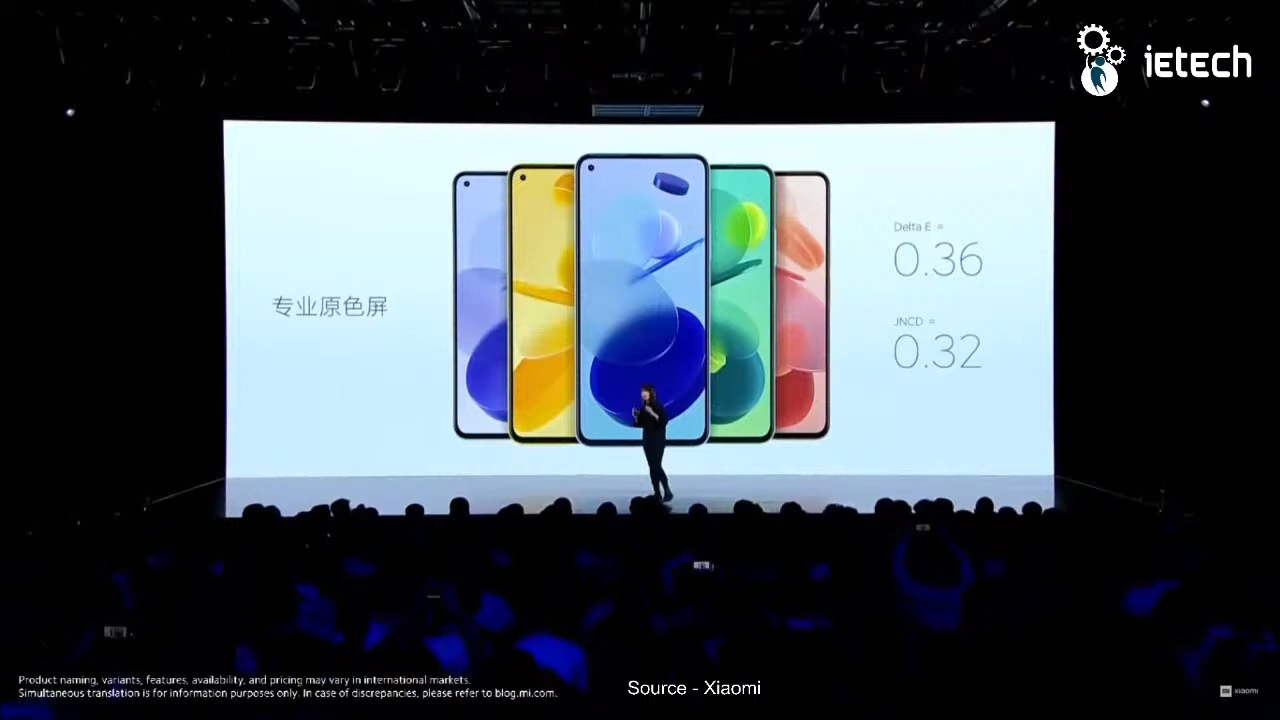 ietech
专业原色屏
Delta E =
0.36
JNCD =
0.32
Product naming, variants, features, availability, and pricing may vary in international markets.
Simultaneous translation is for information purposes only. In case of discrepancies, please refer to blog.mi.com.
Source - Xiaomi
mi xiaomi